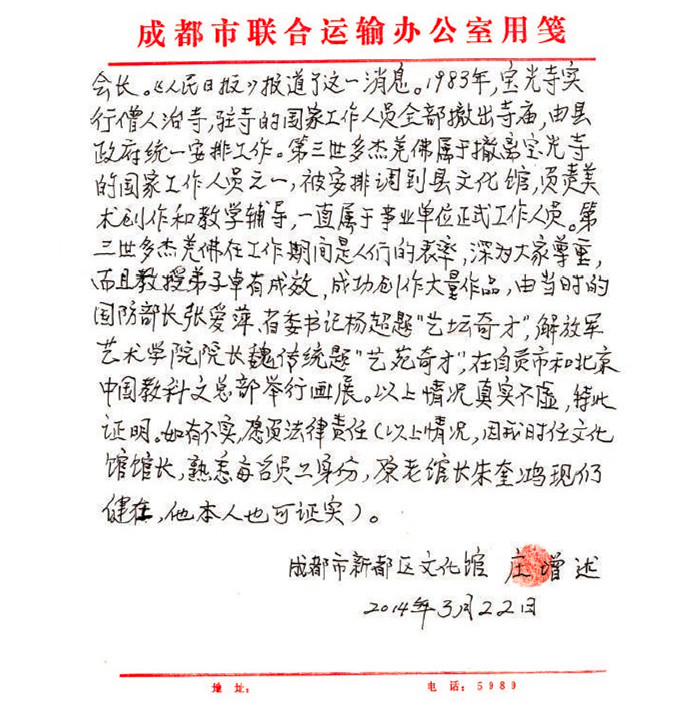 成都市联合运输办公室用笺
会长。《人民日报》报道了这一消息。1983年,宝光寺实
行僧人治寺,驻寺的国家工作人员全部撤出寺庙,由县
政府统一安排工作。第三世多杰羌佛属于撤离宝光寺
的国家工作人员之一,被安排调到县文化馆,负责美
术创作和教学辅导,一直属于事业单位正式工作人员。第
三世多杰羌佛在工作期间是人们的表率,深为大家尊重,
而且教授弟子卓有成效,成功创作大量作品,由当时的
国防部长张爱萍、省委书记杨超题“艺坛奇才”,解放军
艺术学院院长魏传统题“艺苑奇才”,在自贡市和北京
中国教科文总部举行画展。以上情况真实不虚,特此
证明。如有不实,愿负法律责任(以上情况,因我时任文化
馆馆长,熟悉每台员工身份,原老馆长朱奎鸿现仍
健在,他本人也可证实)。
成都市新都区文化馆 庄增述
2014年3月22日
地 址: 电 话:5989